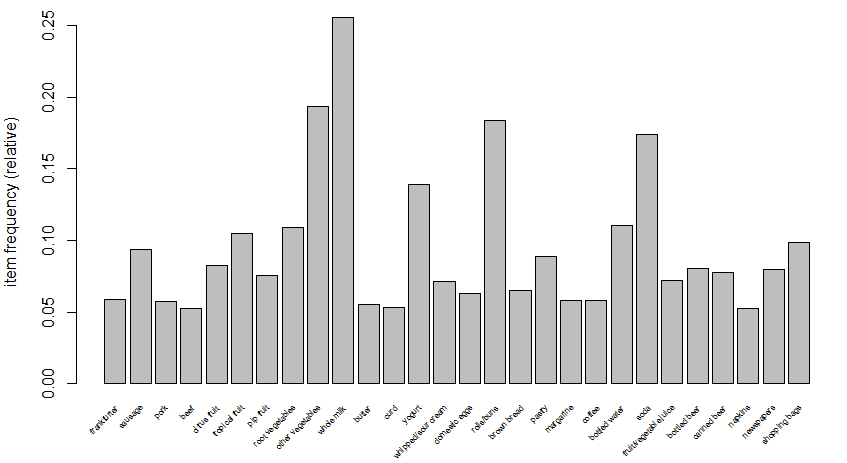 item frequency (relative)
0.25
0.20
0.15
0.10
0.05
0.00
frankfurter
sausage
pork
beef
citrus fruit
tropical fruit
pip fruit
root vegetables
other vegetables
whole milk
butter
curd
yogurt
whipped/sour cream
domestic eggs
rolls/buns
brown bread
pastry
margarine
coffee
bottled water
soda
fruit/vegetable juice
bottled beer
canned beer
napkins
newspapers
shopping bags